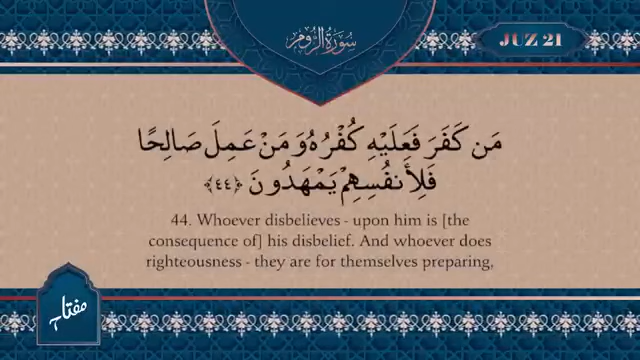 سُورَةُ الرُّومِ
JUZ 21
مَن كَفَرَ فَعَلَيْهِ كُفْرُهُ وَمَنْ عَمِلَ صَالِحًا
فَلِأَنفُسِهِمْ يَمْهَدُونَ ﴿٤٤﴾
44. Whoever disbelieves - upon him is [the
consequence of] his disbelief. And whoever does
righteousness - they are for themselves preparing,
مفتاح